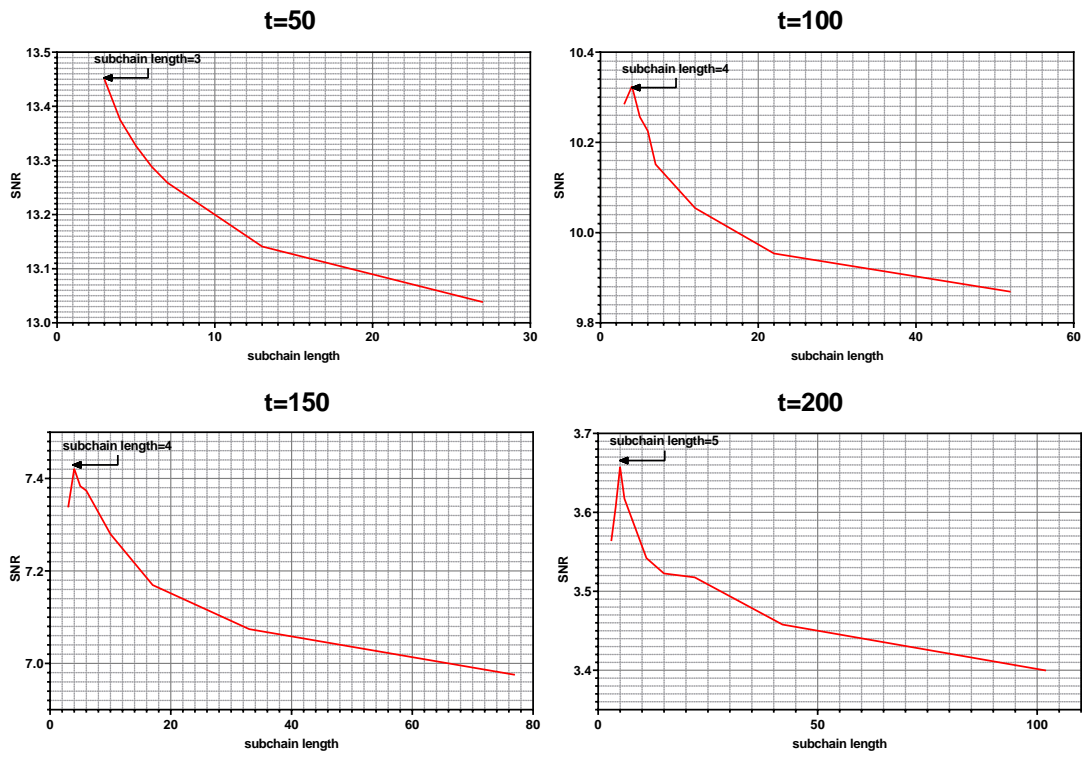 t=50
13.5
subchain length=3
13.4
13.3
SNR
13.2
13.1
13.0
0
10
20
30
subchain length
t=100
10.4
subchain length=4
10.2
SNR
10.0
9.8
0
20
40
60
subchain length
t=150
subchain length=4
7.4
7.2
SNR
7.0
0
20
40
60
80
subchain length
t=200
3.7
subchain length=5
3.6
SNR
3.5
3.4
0
50
100
subchain length